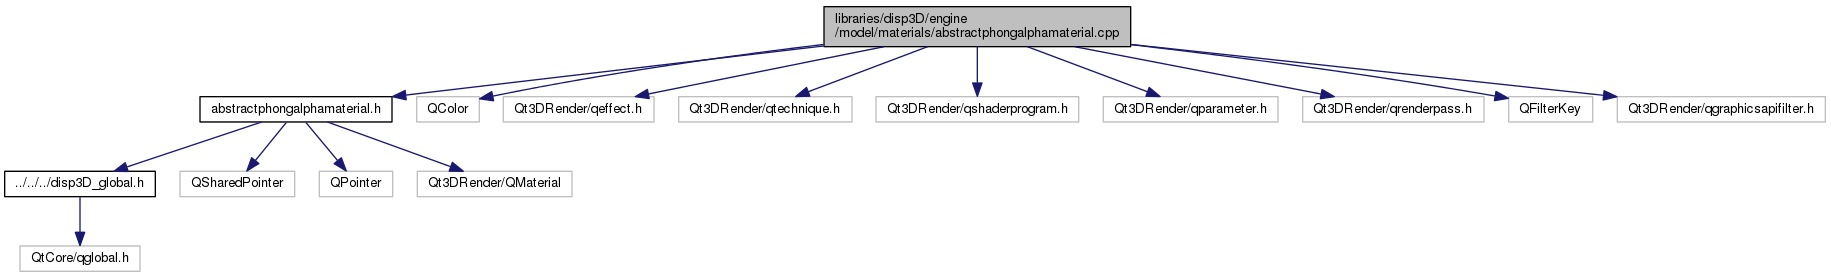 libraries/disp3D/engine
/model/materials/abstractphongalphamaterial.cpp
abstractphongalphamaterial.h
QColor
Qt3DRender/qeffect.h
Qt3DRender/qtechnique.h
Qt3DRender/qshaderprogram.h
Qt3DRender/qparameter.h
Qt3DRender/qrenderpass.h
QFilterKey
Qt3DRender/qgraphicsapifilter.h
../../../disp3D_global.h
QSharedPointer
QPointer
Qt3DRender/QMaterial
QtCore/qglobal.h